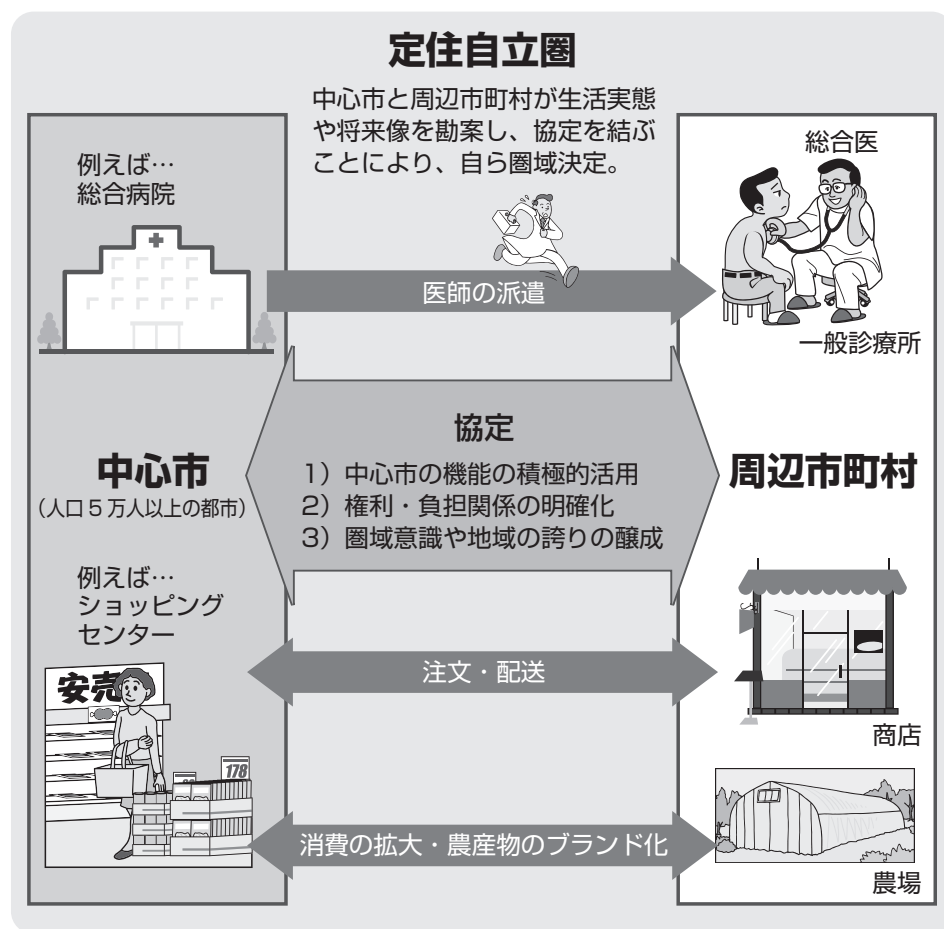 定住自立圏
中心市と周辺市町村が生活実態
や将来像を勘案し、協定を結ぶ
ことにより、自ら圏域決定。
例えば…
総合病院
総合医
医師の派遣
一般診療所
協定
1）中心市の機能の積極的活用
2）権利・負担関係の明確化
3）圏域意識や地域の誇りの醸成
中心市
（人口５万人以上の都市）
周辺市町村
例えば…
ショッピング
センター
安売
178
注文・配送
商店
消費の拡大・農産物のブランド化
農場